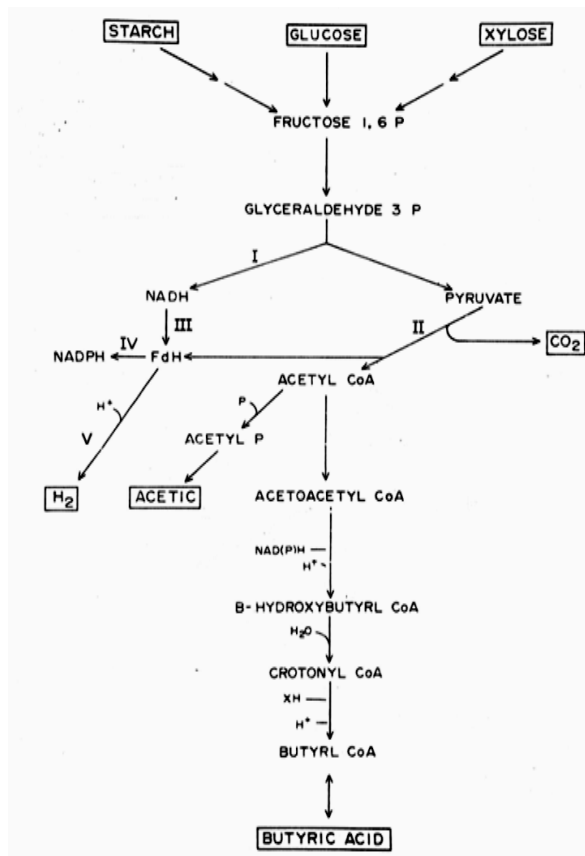 STARCH
GLUCOSE
XYLOSE
FRUCTOSE 1, 6 P
GLYCERALDEHYDE 3 P
I
NADH
PYRUVATE
III
II
IV
NADPH
FdH
CO2
ACETYL CoA
H+
P
V
ACETYL P
H2
ACETIC
ACETOACETYL CoA
NAD(P)H
H+
B-HYDROXYBUTYRL CoA
H2O
CROTONYL CoA
XH
H+
BUTYRL CoA
BUTYRIC ACID